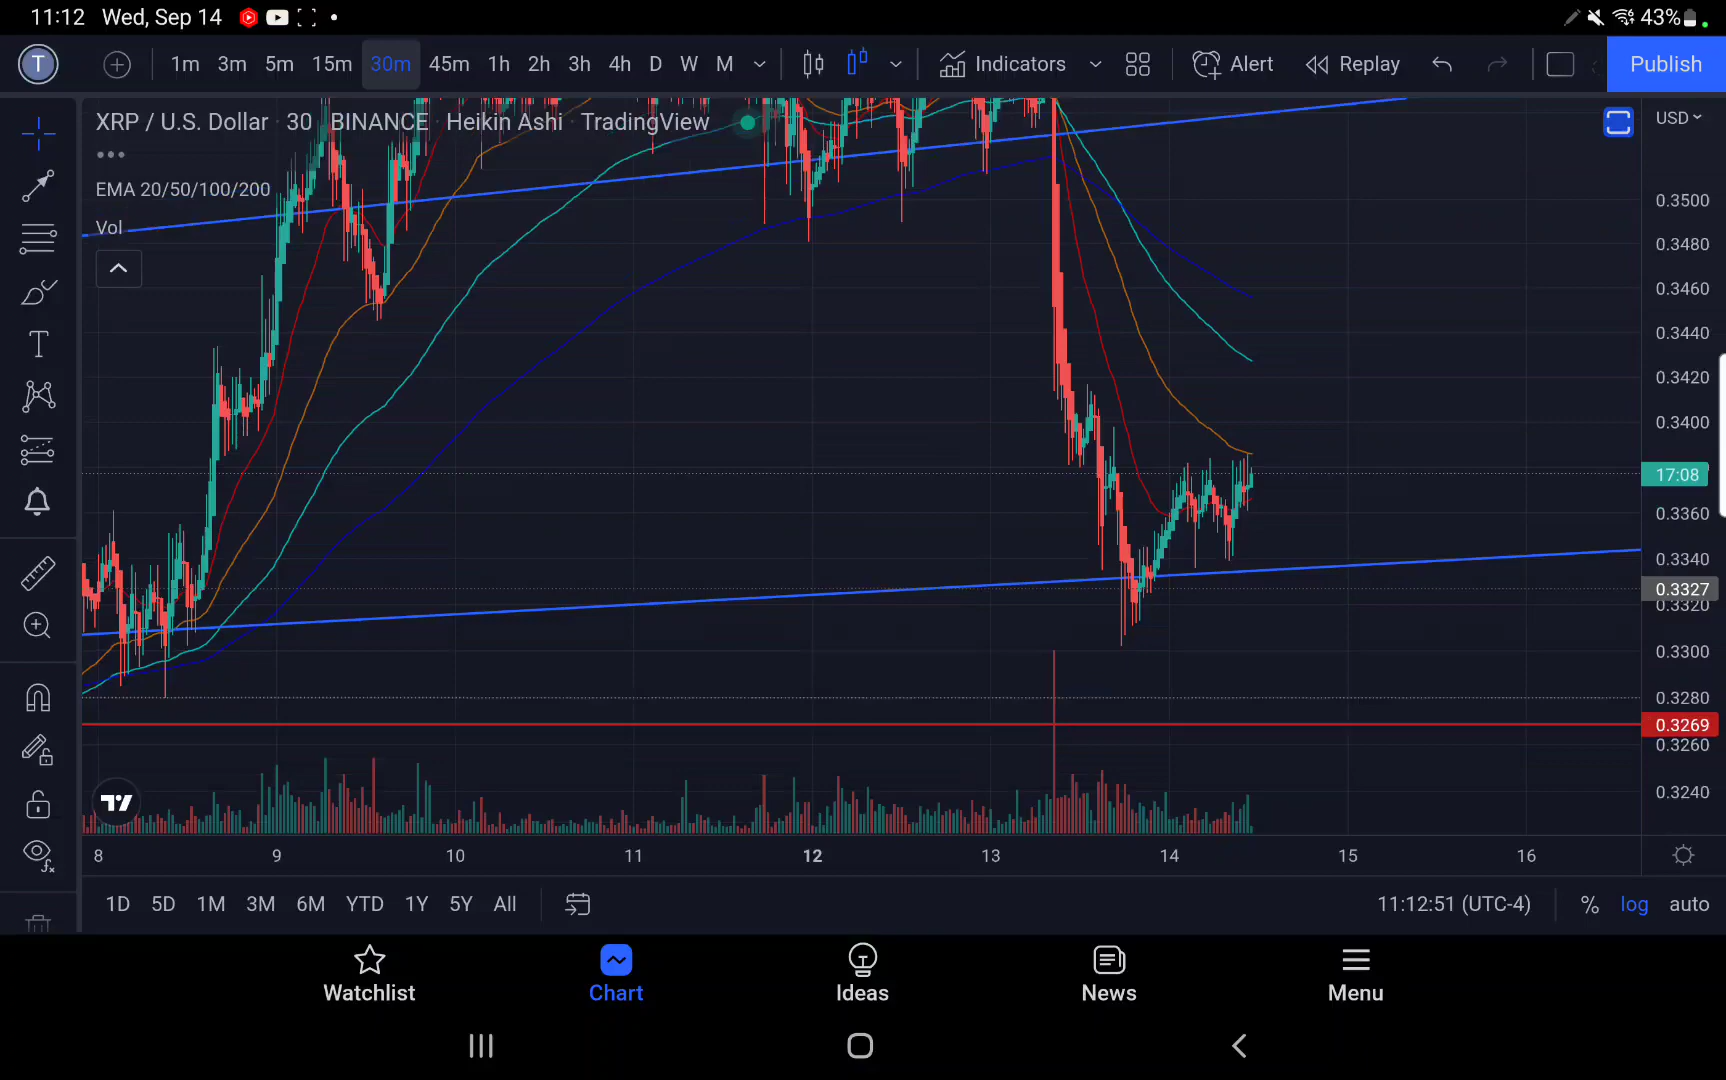 11:12 Wed, Sep 14 43%
T 1m 3m 5m 15m 30m 45m 1h 2h 3h 4h D W M Indicators Alert Replay Publish
XRP / U.S. Dollar · 30 BINANCE · Heikin Ashi · TradingView USD
EMA 20/50/100/200
Vol
0.3500
0.3480
0.3460
0.3440
0.3420
0.3400
17:08
0.3360
0.3340
0.3327
0.3320
0.3300
0.3280
0.3269
0.3260
0.3240
8 9 10 11 12 13 14 15 16
1D 5D 1M 3M 6M YTD 1Y 5Y All 11:12:51 (UTC-4) % log auto
Watchlist Chart Ideas News Menu